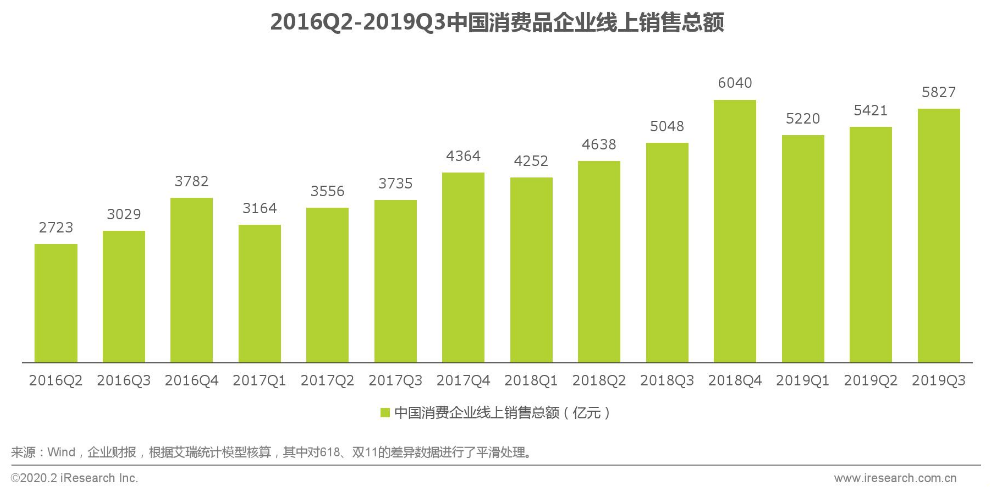 2016Q2-2019Q3中国消费品企业线上销售总额
2723
3029
3782
3164
3556
3735
4364
4252
4638
5048
6040
5220
5421
5827
2016Q2
2016Q3
2016Q4
2017Q1
2017Q2
2017Q3
2017Q4
2018Q1
2018Q2
2018Q3
2018Q4
2019Q1
2019Q2
2019Q3
中国消费企业线上销售总额（亿元）
来源：Wind，企业财报，根据艾瑞统计模型核算，其中对618、双11的差异数据进行了平滑处理。
©2020.2 iResearch Inc.
www.iresearch.com.cn